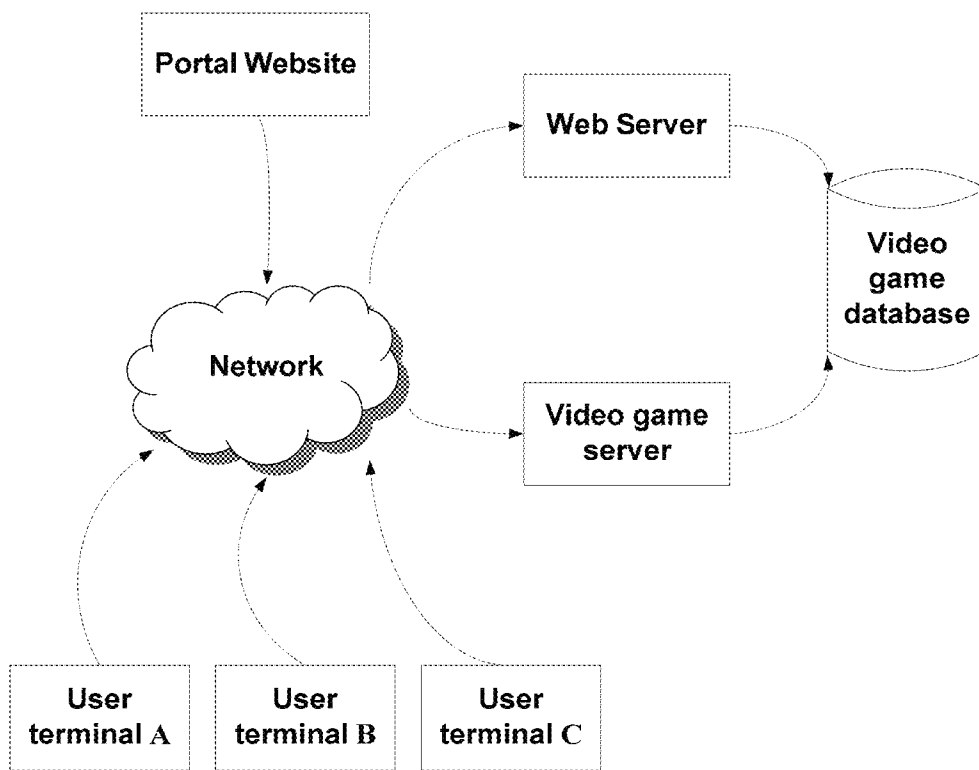 Portal Website
Web Server
Video
game
database
Network
Video game
server
User
terminal A
User
terminal B
User
terminal C